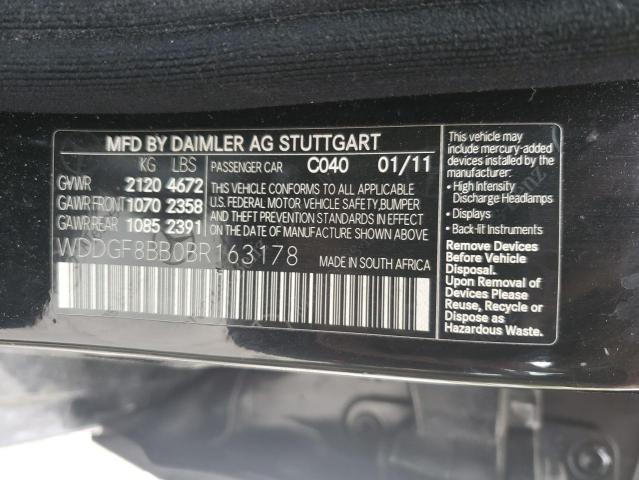 MFD BY DAIMLER AG STUTTGART
KG LBS PASSENGER CAR C040 01/11
GVWR 2120 4672
GAWR FRONT 1070 2358
GAWR REAR 1085 2391
THIS VEHICLE CONFORMS TO ALL APPLICABLE
U.S. FEDERAL MOTOR VEHICLE SAFETY, BUMPER
AND THEFT PREVENTION STANDARDS IN EFFECT
ON THE DATE OF MANUFACTURE SHOWN ABOVE
WDDGF8BB0BR163178
MADE IN SOUTH AFRICA
This vehicle may
include mercury-added
devices installed by the
manufacturer:
• High Intensity
Discharge Headlamps
• Displays
• Back-lit Instruments
Remove Devices
Before Vehicle
Disposal.
Upon Removal of
Devices Please
Reuse, Recycle or
Dispose as
Hazardous Waste.